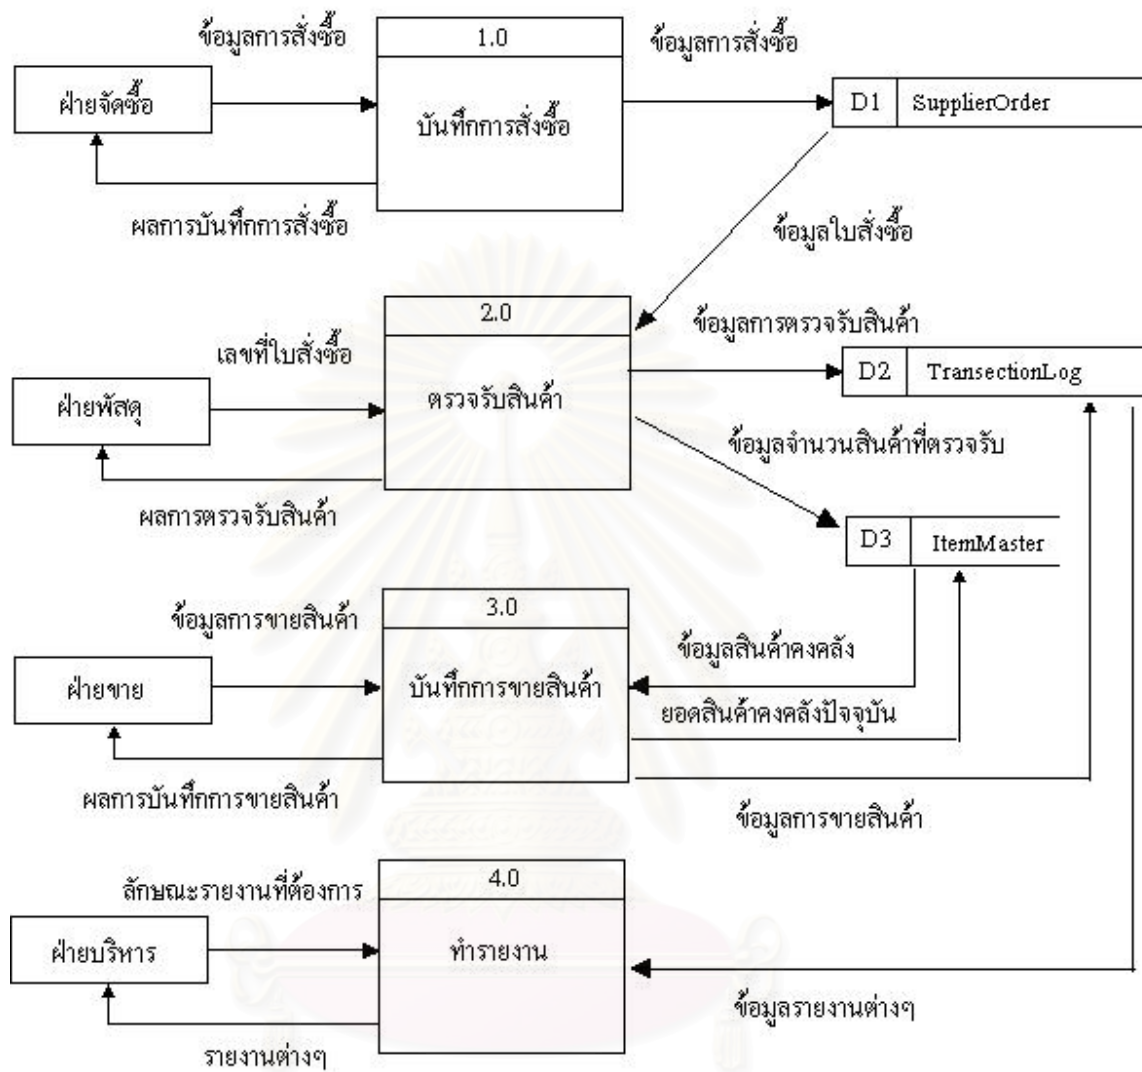 ข้อมูลการสั่งซื้อ
1.0
ข้อมูลการสั่งซื้อ
ฝ่ายจัดซื้อ
บันทึกการสั่งซื้อ
D1 SupplierOrder
ผลการบันทึกการสั่งซื้อ
ข้อมูลใบสั่งซื้อ
2.0
ข้อมูลการตรวจรับสินค้า
เลขที่ใบสั่งซื้อ
D2 TransectionLog
ฝ่ายพัสดุ
ตรวจรับสินค้า
ข้อมูลจำนวนสินค้าที่ตรวจรับ
ผลการตรวจรับสินค้า
D3 ItemMaster
3.0
ข้อมูลการขายสินค้า
ข้อมูลสินค้าคงคลัง
ฝ่ายขาย
บันทึกการขายสินค้า
ยอดสินค้าคงคลังปัจจุบัน
ผลการบันทึกการขายสินค้า
ข้อมูลการขายสินค้า
4.0
ลักษณะรายงานที่ต้องการ
ฝ่ายบริหาร
ทำรายงาน
ข้อมูลรายงานต่างๆ
รายงานต่างๆ